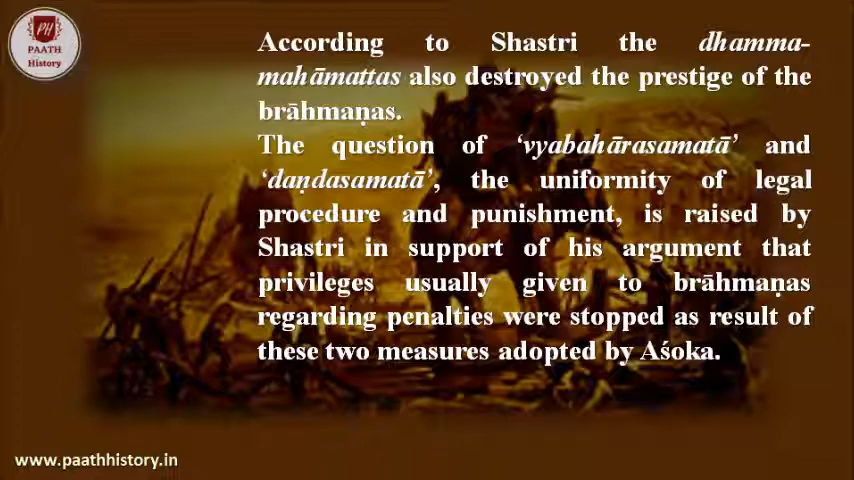 PH
PAATH
History
According to Shastri the dhamma-
mahāmattas also destroyed the prestige of the
brāhmaṇas.
The question of ‘vyabahārasamatā’ and
‘daṇdasamatā’, the uniformity of legal
procedure and punishment, is raised by
Shastri in support of his argument that
privileges usually given to brāhmaṇas
regarding penalties were stopped as result of
these two measures adopted by Aśoka.
www.paathhistory.in